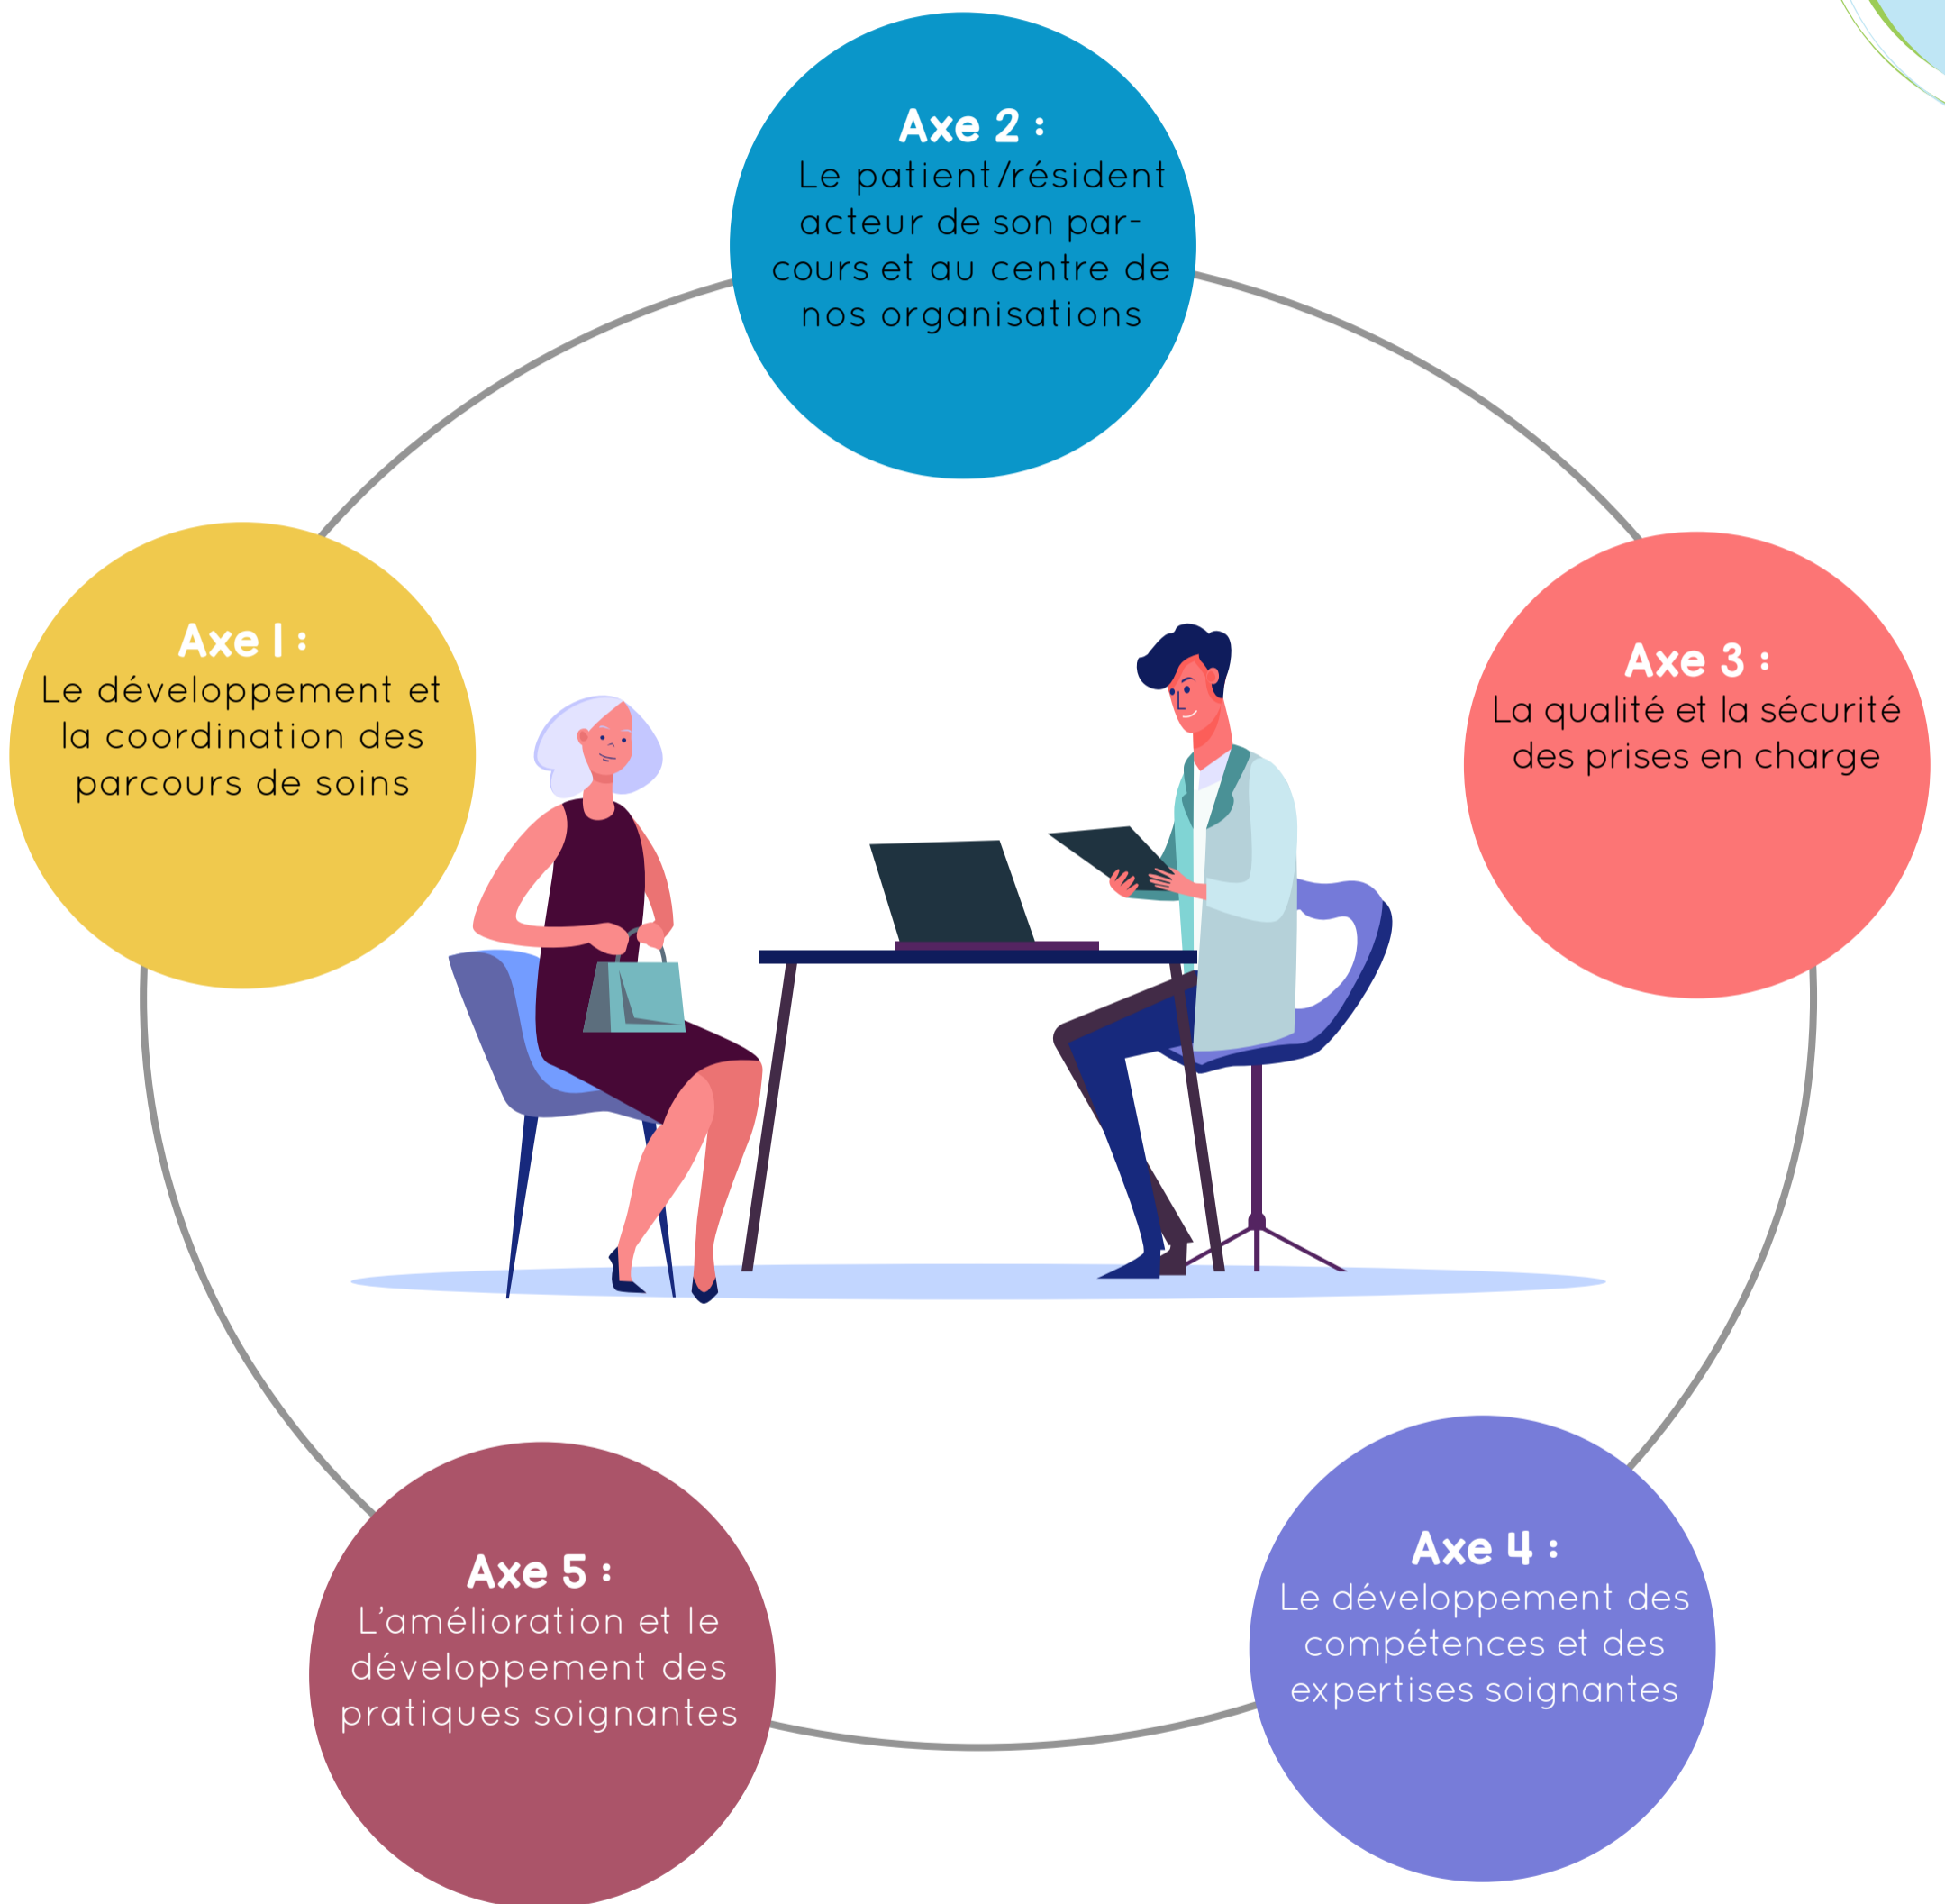 Axe 2 :
Le patient/résident
acteur de son par-
cours et au centre de
nos organisations
Axe 1 :
Le développement et
la coordination des
parcours de soins
Axe 3 :
La qualité et la sécurité
des prises en charge
Axe 5 :
L'amélioration et le
développement des
pratiques soignantes
Axe 4 :
Le développement des
compétences et des
expertises soignantes